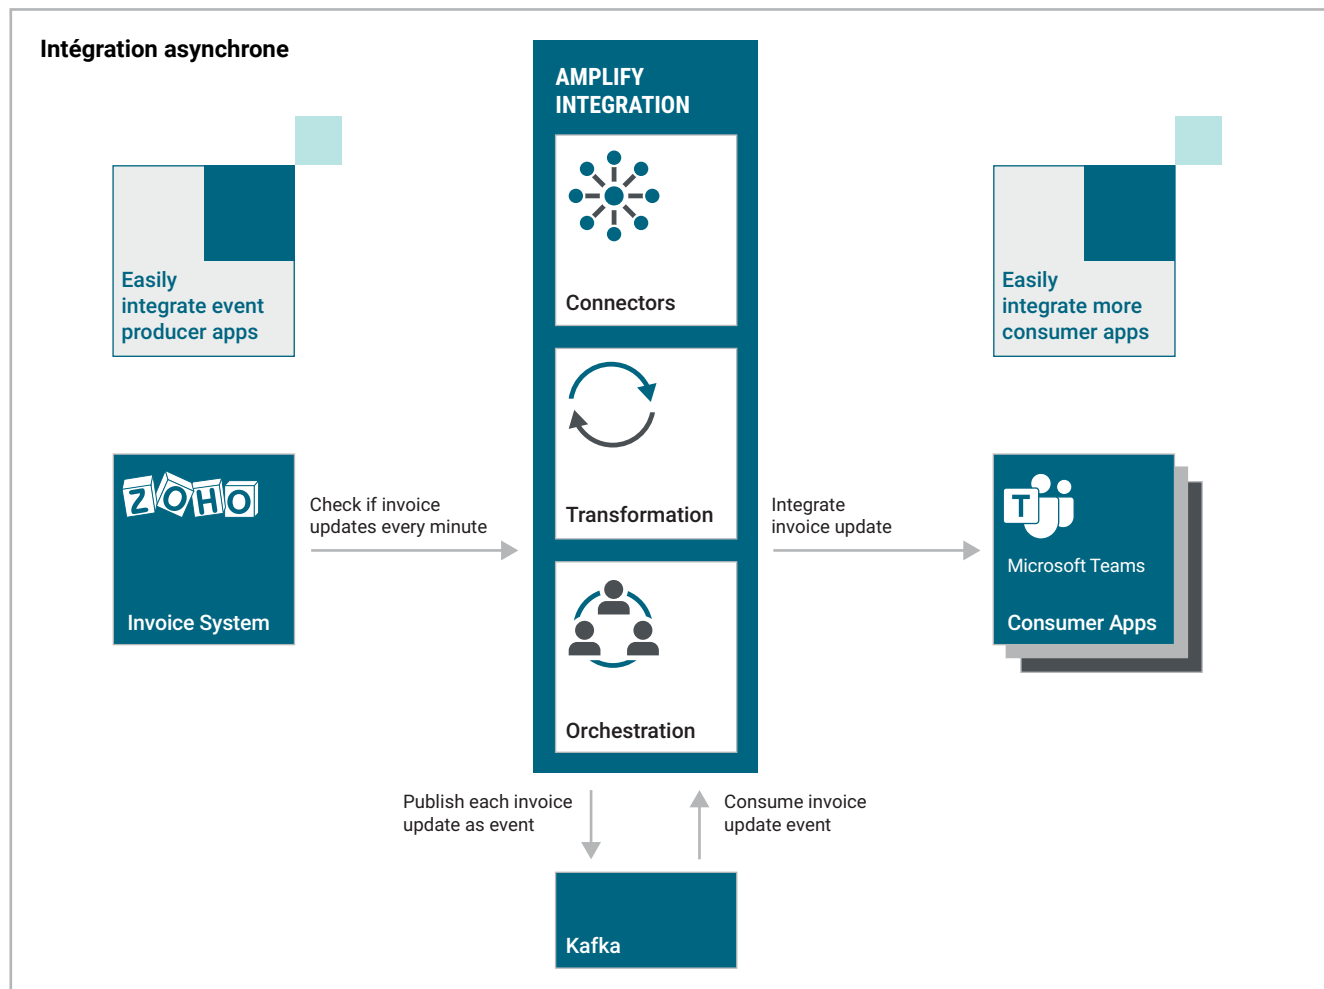 Intégration asynchrone
AMPLIFY
INTEGRATION
Connectors
Easily
integrate event
producer apps
Easily
integrate more
consumer apps
ZOHO
Invoice System
Check if invoice
updates every minute
Transformation
Integrate
invoice update
T
Microsoft Teams
Consumer Apps
Orchestration
Publish each invoice
update as event
Consume invoice
update event
Kafka